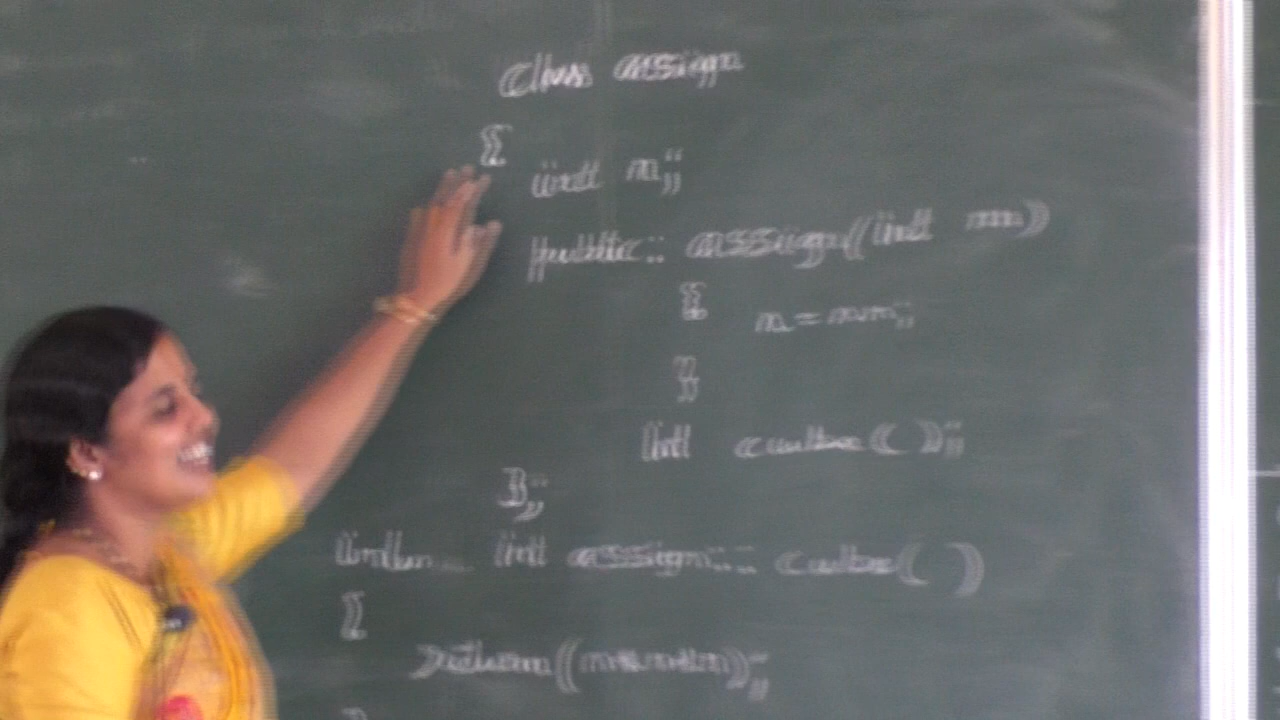 class assign
{
int n;
public: assign(int nn)
{
n=nn;
}
int cube( );
};
inline int assign:: cube( )
{
return(n*n*n);